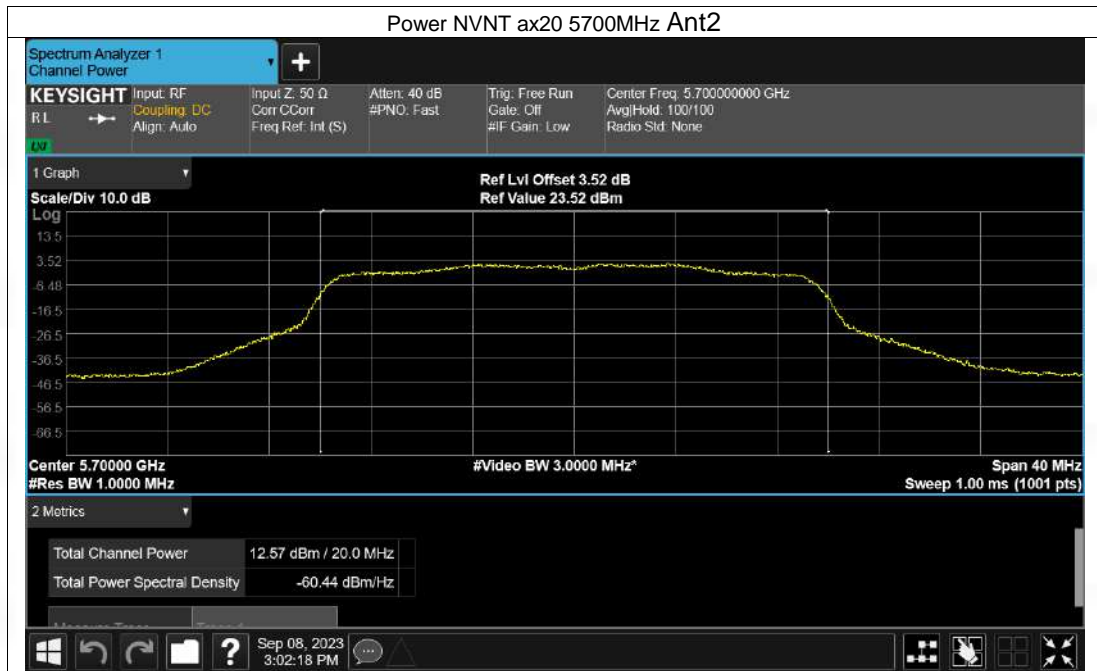 Power NVNT ax20 5700MHz Ant2
Spectrum Analyzer 1
Channel Power
KEYSIGHT
Input: RF
Coupling: DC
Align: Auto
Input Z: 50 Ω
Corr CCorr
Freq Ref: Int (S)
Atten: 40 dB
#PNO: Fast
Trig: Free Run
Gate: Off
#IF Gain: Low
Center Freq: 5.700000000 GHz
Avg|Hold: 100/100
Radio Std: None
R L
LXI
1 Graph
Ref Lvl Offset 3.52 dB
Scale/Div 10.0 dB
Ref Value 23.52 dBm
Log
13.5
3.52
-6.48
-16.5
-26.5
-36.5
-46.5
-56.5
-66.5
Center 5.70000 GHz
#Video BW 3.0000 MHz*
Span 40 MHz
#Res BW 1.0000 MHz
Sweep 1.00 ms (1001 pts)
2 Metrics
Total Channel Power 12.57 dBm / 20.0 MHz
Total Power Spectral Density -60.44 dBm/Hz
?
Sep 08, 2023
3:02:18 PM